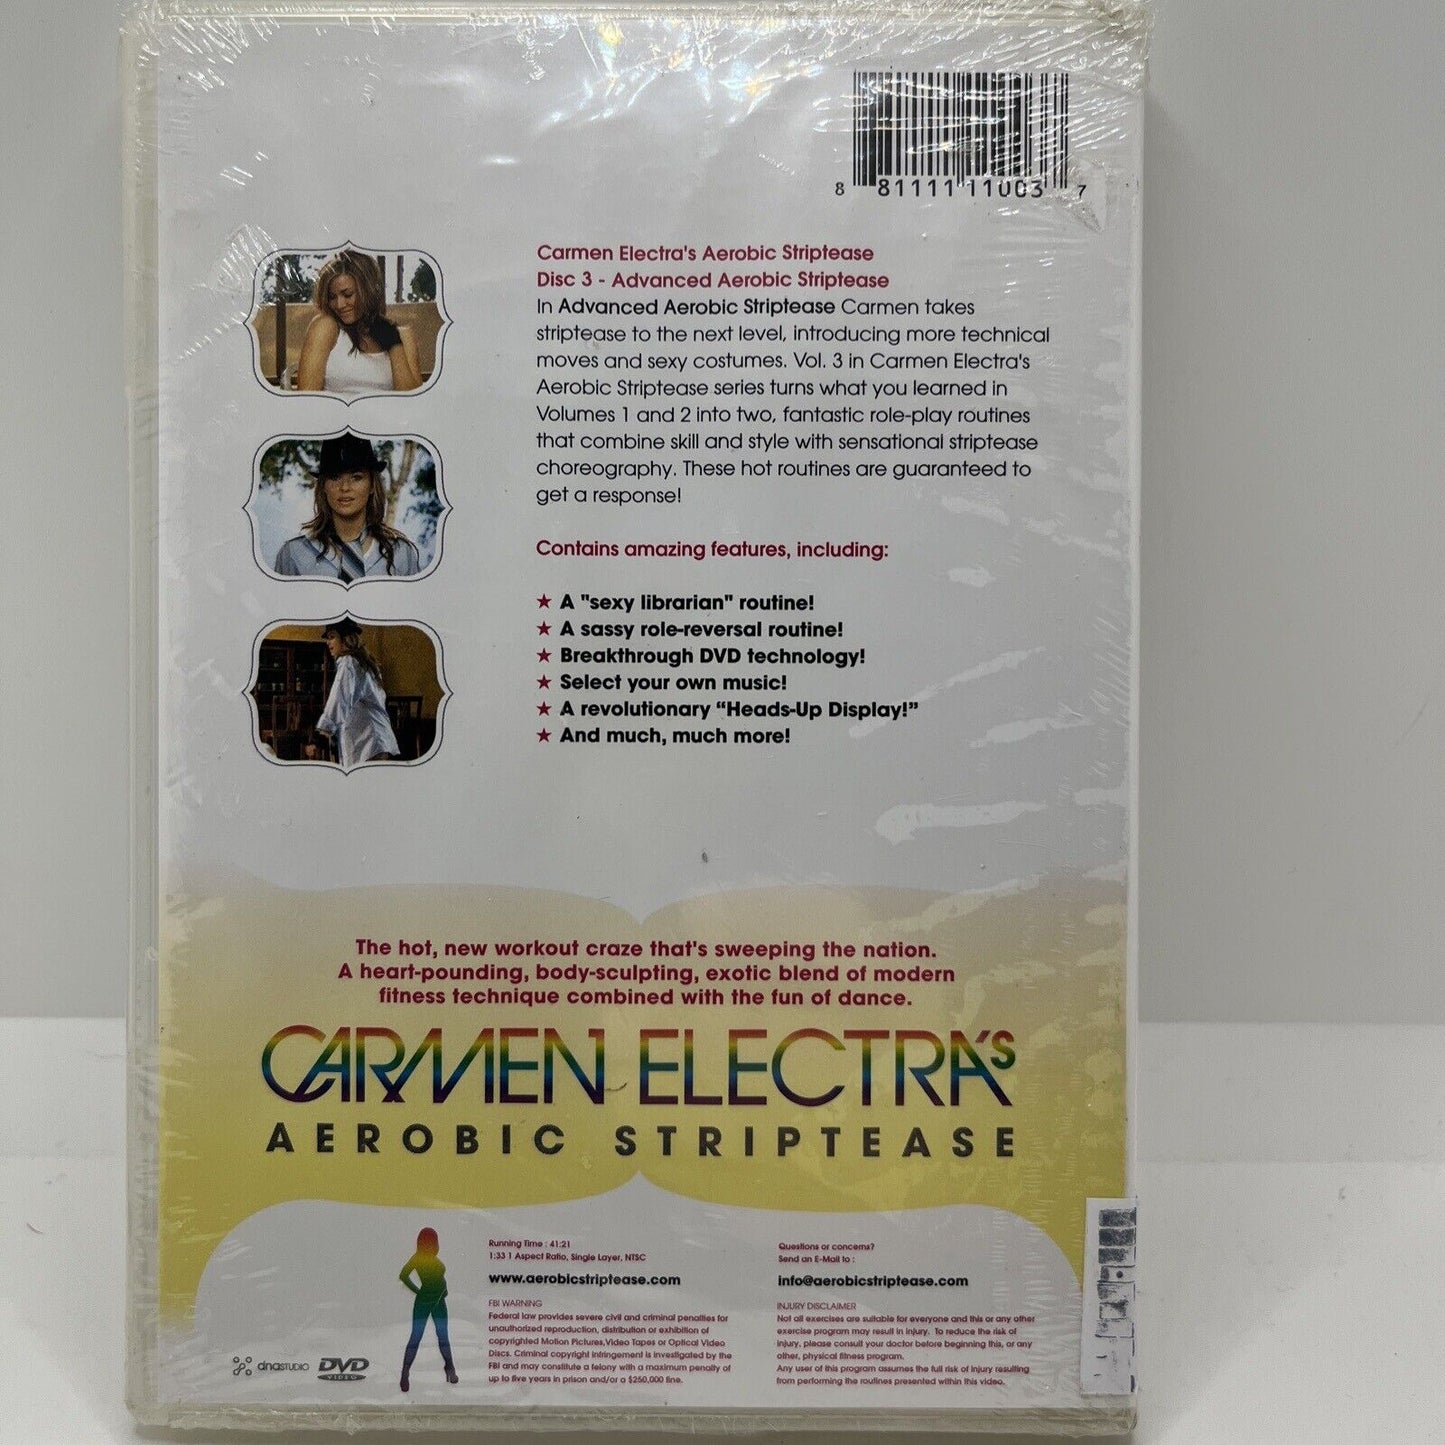 8 81111 11003 7
Carmen Electra's Aerobic Striptease
Disc 3 - Advanced Aerobic Striptease
In Advanced Aerobic Striptease Carmen takes
striptease to the next level, introducing more technical
moves and sexy costumes. Vol. 3 in Carmen Electra's
Aerobic Striptease series turns what you learned in
Volumes 1 and 2 into two, fantastic role-play routines
that combine skill and style with sensational striptease
choreography. These hot routines are guaranteed to
get a response!
Contains amazing features, including:
★ A "sexy librarian" routine!
★ A sassy role-reversal routine!
★ Breakthrough DVD technology!
★ Select your own music!
★ A revolutionary “Heads-Up Display!”
★ And much, much more!
The hot, new workout craze that's sweeping the nation.
A heart-pounding, body-sculpting, exotic blend of modern
fitness technique combined with the fun of dance.
CARMEN ELECTRA'S
AEROBIC STRIPTEASE
Running Time : 41:21
1:33 1 Aspect Ratio, Single Layer, NTSC
www.aerobicstriptease.com
FBI WARNING
Federal law provides severe civil and criminal penalties for
unauthorized reproduction, distribution or exhibition of
copyrighted Motion Pictures, Video Tapes or Optical Video
Discs. Criminal copyright infringement is investigated by the
FBI and may constitute a felony with a maximum penalty of
up to five years in prison and/or a $250,000 fine.
Questions or concerns?
Send an E-Mail to :
info@aerobicstriptease.com
INJURY DISCLAIMER
Not all exercises are suitable for everyone and this or any other
exercise program may result in injury. To reduce the risk of
injury, please consult your doctor before beginning this, or any
other, physical fitness program.
Any user of this program assumes the full risk of injury resulting
from performing the routines presented within this video.
dnaSTUDIO DVD VIDEO